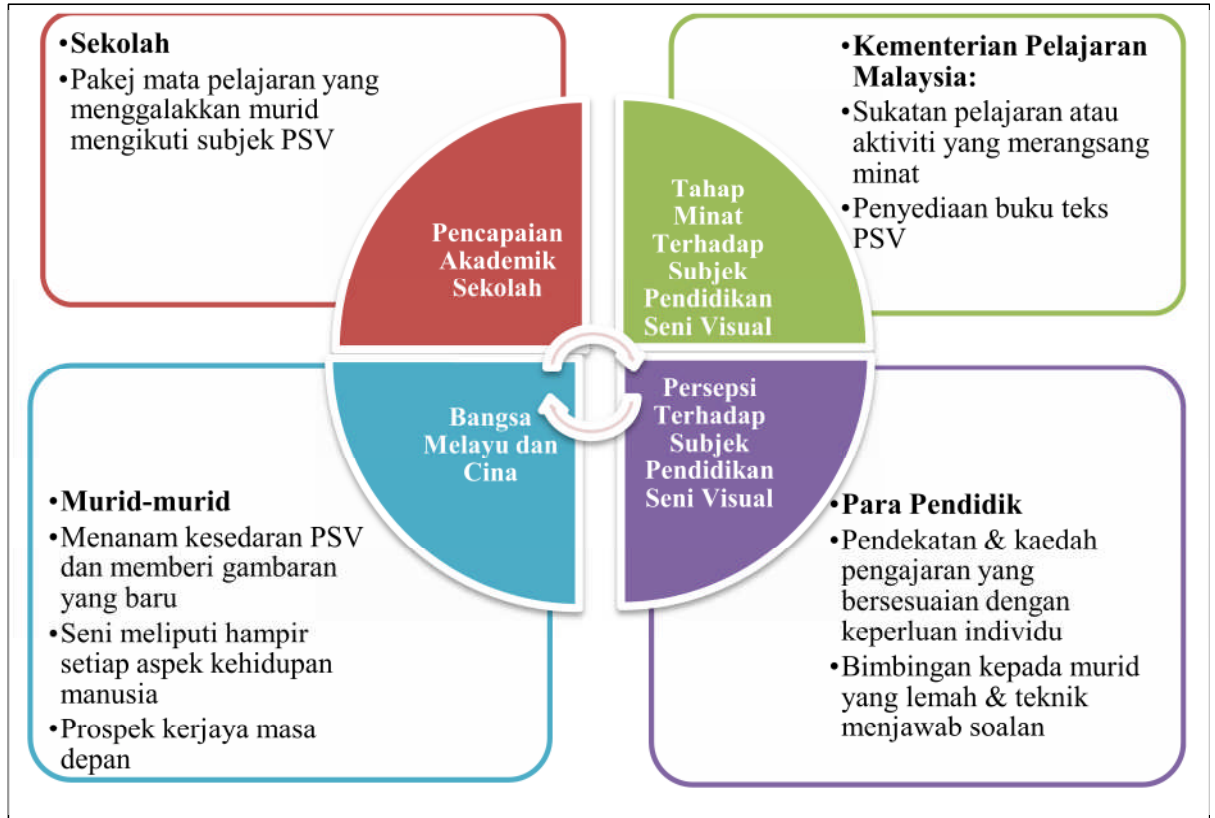 •Sekolah
•Pakej mata pelajaran yang
menggalakkan murid
mengikuti subjek PSV
•Kementerian Pelajaran
Malaysia:
•Sukatan pelajaran atau
aktiviti yang merangsang
minat
•Penyediaan buku teks
PSV
Pencapaian
Akademik
Sekolah
Tahap
Minat
Terhadap
Subjek
Pendidikan
Seni Visual
Bangsa
Melayu dan
Cina
Persepsi
Terhadap
Subjek
Pendidikan
Seni Visual
•Murid-murid
•Menanam kesedaran PSV
dan memberi gambaran
yang baru
•Seni meliputi hampir
setiap aspek kehidupan
manusia
•Prospek kerjaya masa
depan
•Para Pendidik
•Pendekatan & kaedah
pengajaran yang
bersesuaian dengan
keperluan individu
•Bimbingan kepada murid
yang lemah & teknik
menjawab soalan